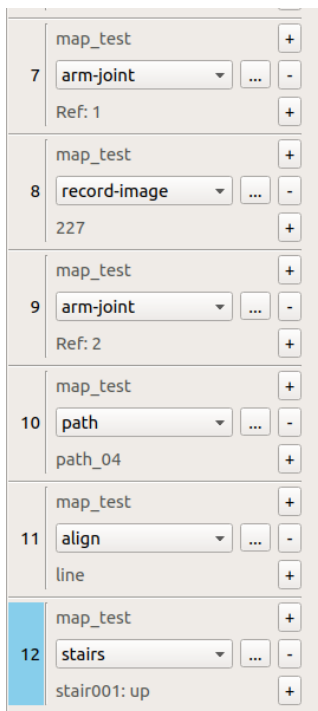 map_test +
7 arm-joint ... -
Ref: 1 +
map_test +
8 record-image ... -
227 +
map_test +
9 arm-joint ... -
Ref: 2 +
map_test +
10 path ... -
path_04 +
map_test +
11 align ... -
line +
map_test +
12 stairs ... -
stair001: up +